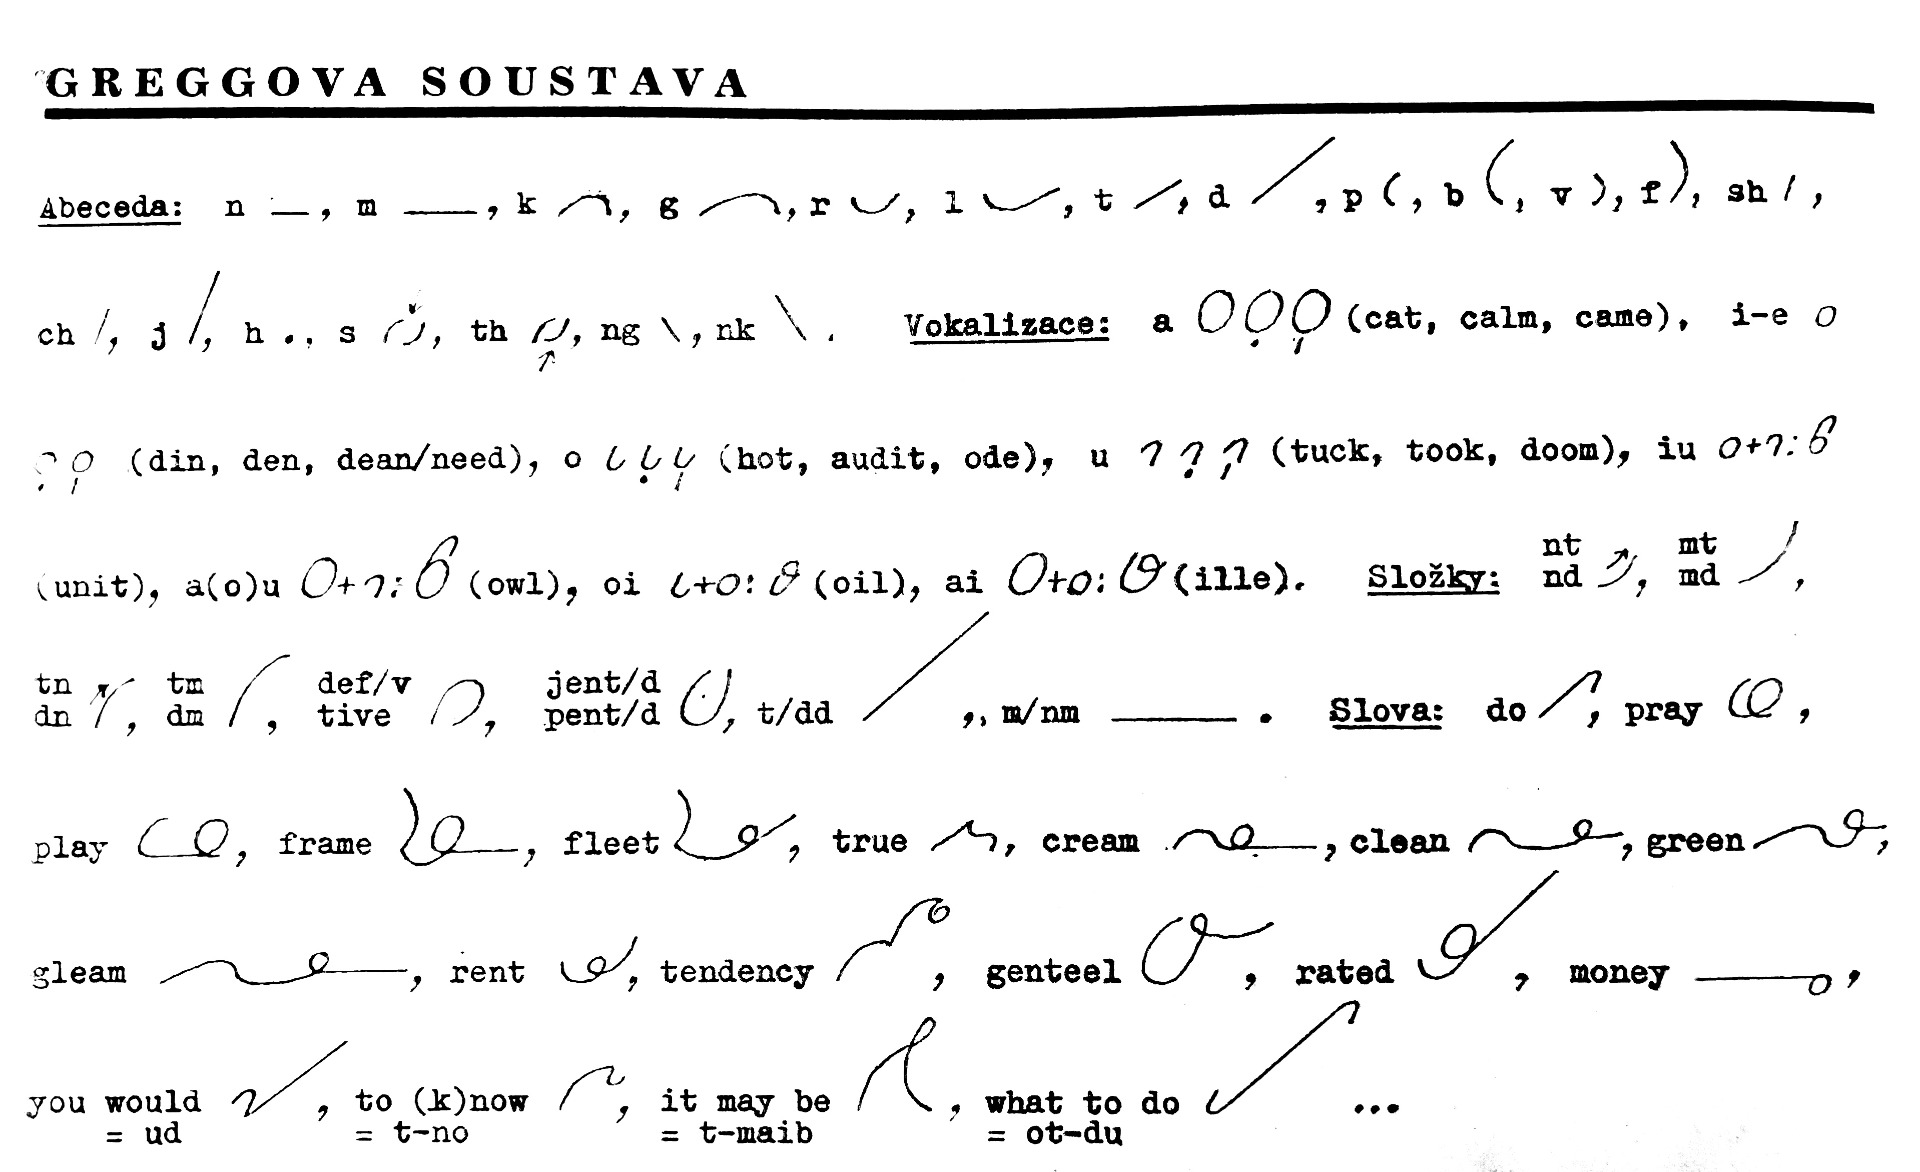 GREGGOVA SOUSTAVA
Abeceda: n , m , k , g , r , l , t , d , p , b , v , f , sh ,
ch , j , h ., s , th , ng , nk . Vokalizace: a (cat, calm, came), i-e
(din, den, dean/need), o (hot, audit, ode), u (tuck, took, doom), iu o+ :
(unit), a(o)u O+ : (owl), oi +o: (oil), ai O+o: (ille). Složky: nt nd , mt md ,
tn dn , tm dm , def/v tive , jent/d pent/d , t/dd ,, m/nm . Slova: do , pray ,
play , frame , fleet , true , cream , clean , green ,
gleam , rent , tendency , genteel , rated , money ,
you would , to (k)now , it may be , what to do ...
= ud = t-no = t-maib = ot-du